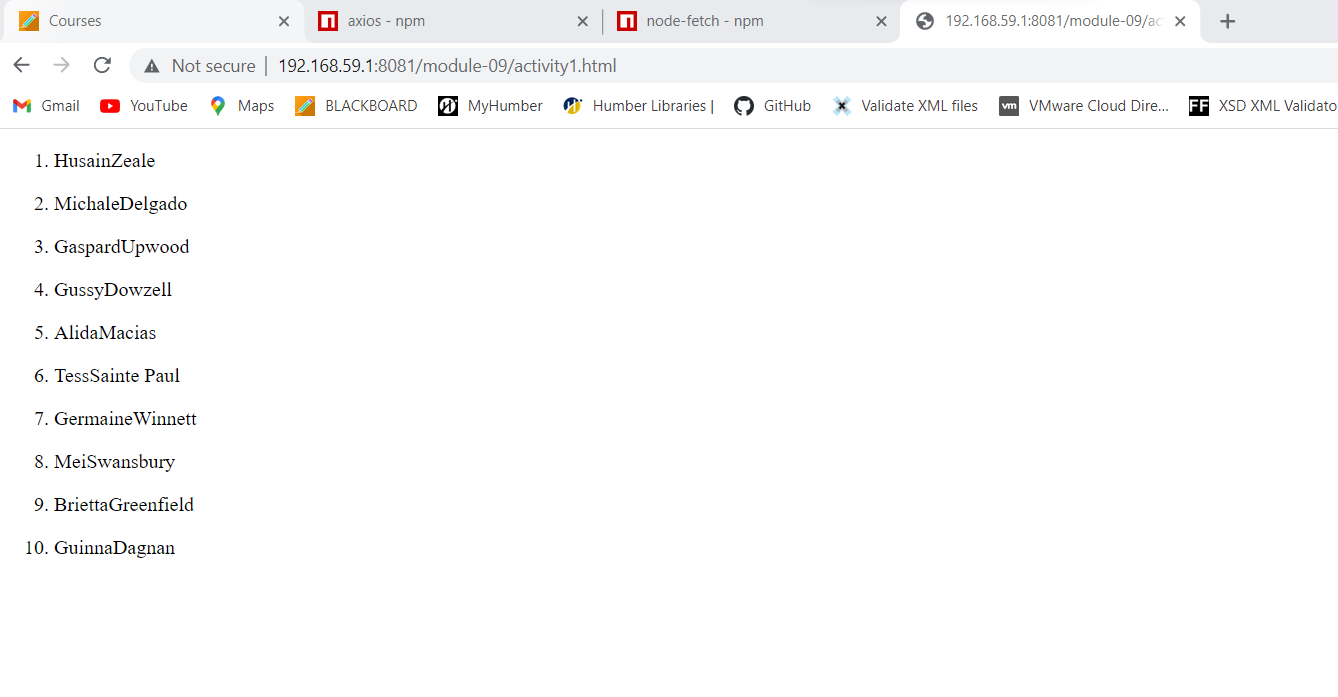 Courses
axios - npm
node-fetch - npm
192.168.59.1:8081/module-09/ac
Not secure | 192.168.59.1:8081/module-09/activity1.html
Gmail YouTube Maps BLACKBOARD MyHumber Humber Libraries | GitHub Validate XML files vm VMware Cloud Dire... FF XSD XML Validato
1. HusainZeale
2. MichaleDelgado
3. GaspardUpwood
4. GussyDowzell
5. AlidaMacias
6. TessSainte Paul
7. GermaineWinnett
8. MeiSwansbury
9. BriettaGreenfield
10. GuinnaDagnan